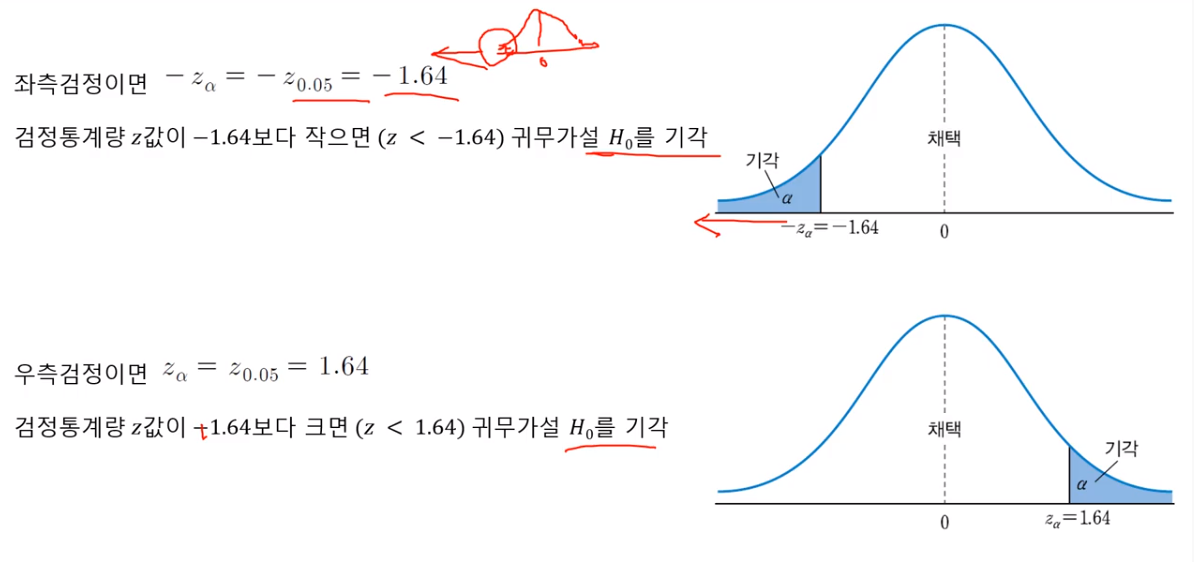 좌측검정이면 −z_α = −z_0.05 = −1.64
검정통계량 z값이 −1.64보다 작으면 (z < −1.64) 귀무가설 H₀를 기각
0
채택
기각
α
−z_α=−1.64
0
우측검정이면 z_α = z_0.05 = 1.64
검정통계량 z값이 +1.64보다 크면 (z < 1.64) 귀무가설 H₀를 기각
채택
기각
α
0
z_α=1.64